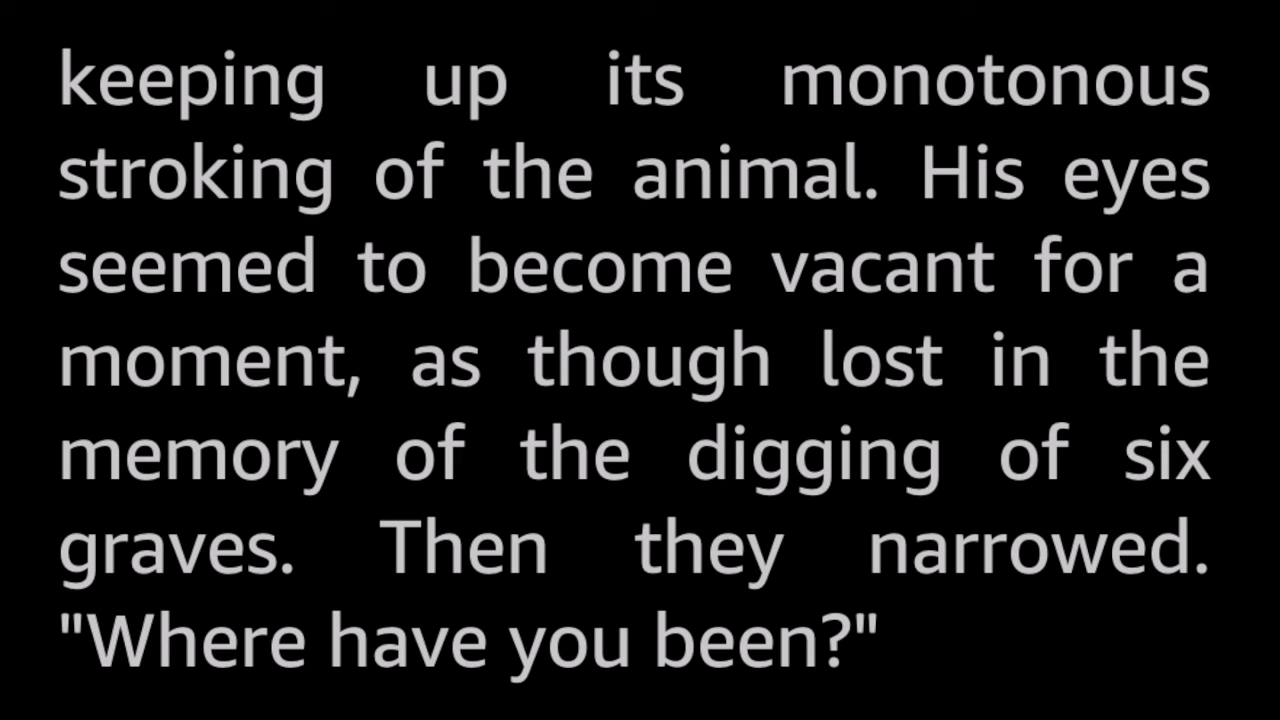 keeping up its monotonous
stroking of the animal. His eyes
seemed to become vacant for a
moment, as though lost in the
memory of the digging of six
graves. Then they narrowed.
"Where have you been?"